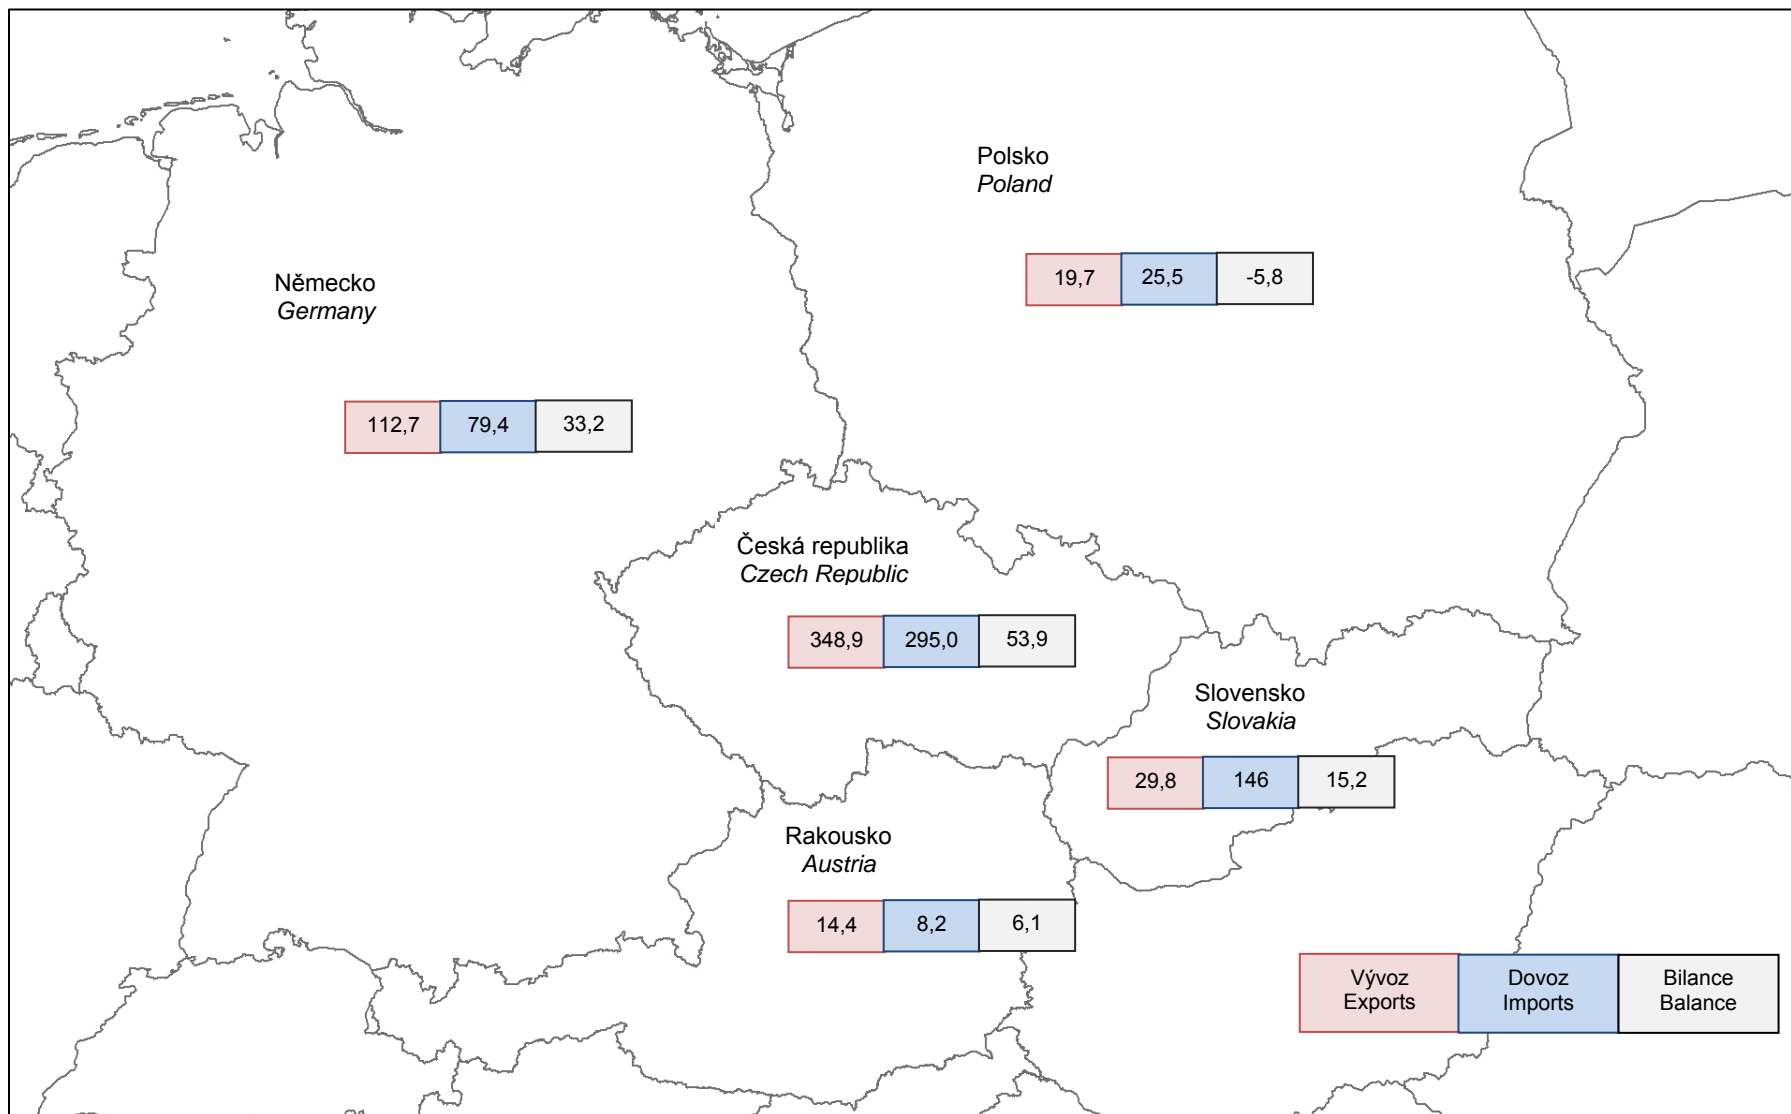 Polsko
Poland
19,7 25,5 -5,8
Německo
Germany
112,7 79,4 33,2
Česká republika
Czech Republic
348,9 295,0 53,9
Slovensko
Slovakia
29,8 146 15,2
Rakousko
Austria
14,4 8,2 6,1
Vývoz Dovoz Bilance
Exports Imports Balance